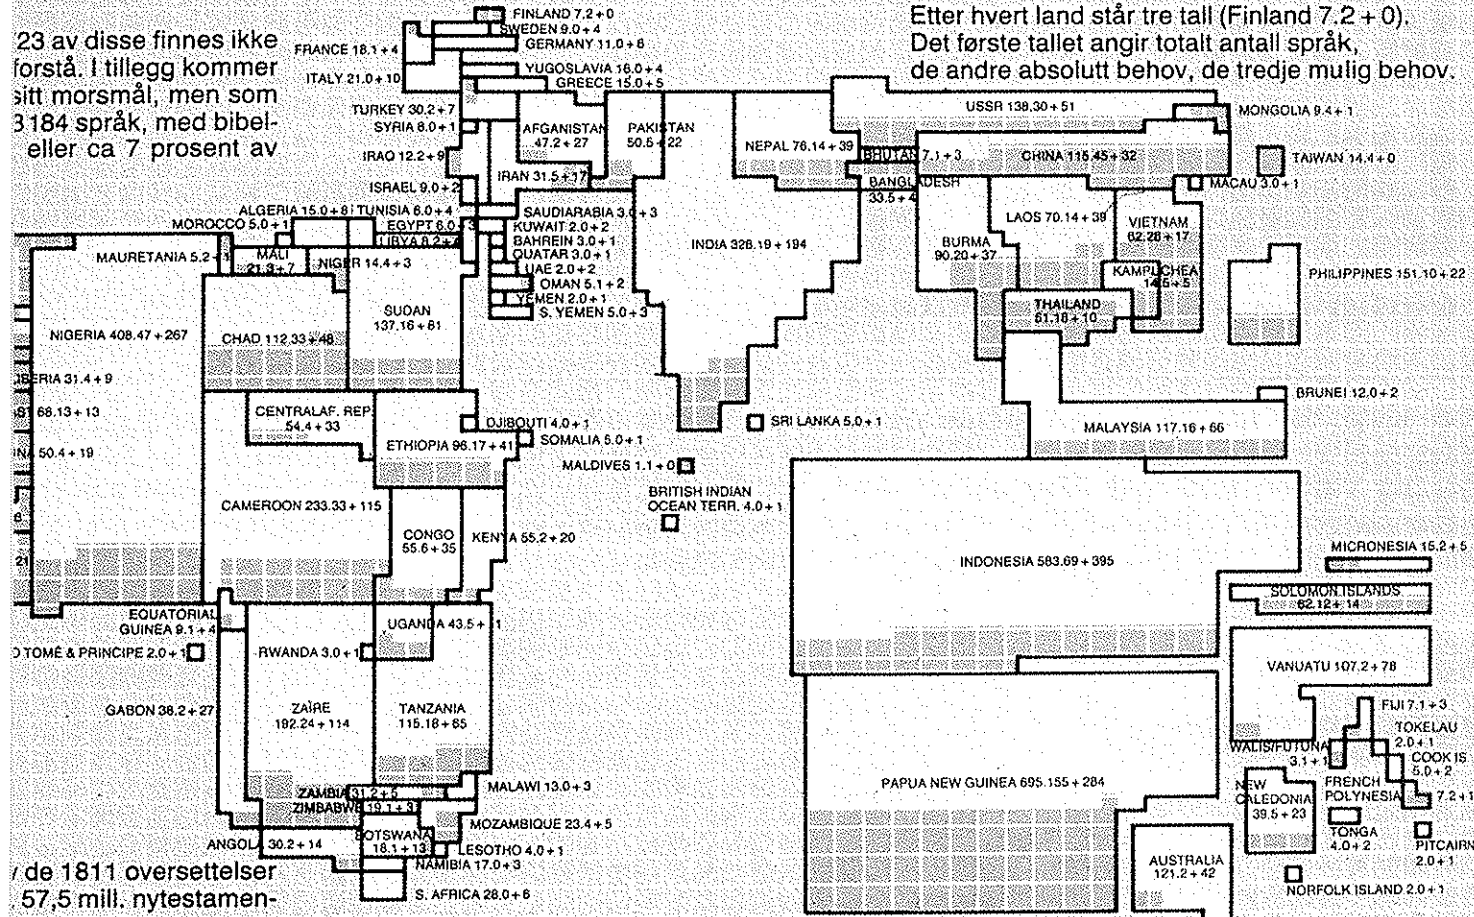 23 av disse finnes ikke
forstå. I tillegg kommer
sitt morsmål, men som
3184 språk, med bibel-
eller ca 7 prosent av
Etter hvert land står tre tall (Finland 7.2 + 0).
Det første tallet angir totalt antall språk,
de andre absolutt behov, de tredje mulig behov.
FINLAND 7.2 + 0
SWEDEN 9.0 + 4
FRANCE 18.1 + 4
GERMANY 11.0 + 6
ITALY 21.0 + 10
YUGOSLAVIA 16.0 + 4
GREECE 15.0 + 5
TURKEY 30.2 + 7
SYRIA 6.0 + 1
IRAQ 12.2 + 9
ISRAEL 9.0 + 2
AFGANISTAN
47.2 + 27
IRAN 31.5 + 17
PAKISTAN
50.5 + 22
NEPAL 76.14 + 39
USSR 138.30 + 51
MONGOLIA 9.4 + 1
BHUTAN 7.1 + 3
CHINA 115.45 + 32
TAIWAN 14.4 + 0
MACAU 3.0 + 1
BANGLADESH
33.5 + 4
ALGERIA 15.0 + 8
TUNISIA 6.0 + 4
MOROCCO 5.0 + 1
EGYPT 6.0 + 3
LIBYA 8.2 +
SAUDIARABIA 3.0 + 3
KUWAIT 2.0 + 2
BAHREIN 3.0 + 1
QUATAR 3.0 + 1
UAE 2.0 + 2
OMAN 5.1 + 2
YEMEN 2.0 + 1
S. YEMEN 5.0 + 3
MAURETANIA 5.2 + 1
MALI
21.3 + 7
NIGER 14.4 + 3
INDIA 326.19 + 194
BURMA
90.20 + 37
LAOS 70.14 + 39
VIETNAM
62.28 + 17
KAMPUCHEA
14.5 + 5
THAILAND
61.18 + 10
PHILIPPINES 151.10 + 22
NIGERIA 408.47 + 267
CHAD 112.33 + 48
SUDAN
137.16 + 81
BERIA 31.4 + 9
AST 68.13 + 13
NA 50.4 + 19
21
CENTRALAF. REP.
54.4 + 33
ETHIOPIA 96.17 + 41
DJIBOUTI 4.0 + 1
SOMALIA 5.0 + 1
MALDIVES 1.1 + 0
BRITISH INDIAN
OCEAN TERR. 4.0 + 1
SRI LANKA 5.0 + 1
BRUNEI 12.0 + 2
MALAYSIA 117.16 + 66
CAMEROON 233.33 + 115
CONGO
55.6 + 35
KENYA 55.2 + 20
INDONESIA 583.69 + 395
MICRONESIA 15.2 + 5
SOLOMON ISLANDS
62.12 + 14
VANUATU 107.2 + 78
EQUATORIAL
GUINEA 9.1 + 4
O TOMÉ & PRINCIPE 2.0 + 1
RWANDA 3.0 + 1
UGANDA 43.5 +
GABON 38.2 + 27
ZAÏRE
192.24 + 114
TANZANIA
115.18 + 65
PAPUA NEW GUINEA 695.155 + 284
FIJI 7.1 + 3
TOKELAU
2.0 + 1
WALIS/FUTUNA
3.1 + 1
COOK IS
5.0 + 2
FRENCH
POLYNESIA
7.2 + 1
NEW
CALEDONIA
39.5 + 23
TONGA
4.0 + 2
PITCAIRN
2.0 + 1
NORFOLK ISLAND 2.0 + 1
AUSTRALIA
121.2 + 42
ZAMBIA 31.2 + 5
ZIMBABWE 19.1 + 3
MALAWI 13.0 + 3
MOZAMBIQUE 23.4 + 5
ANGOLA 30.2 + 14
BOTSWANA
18.1 + 13
LESOTHO 4.0 + 1
NAMIBIA 17.0 + 3
S. AFRICA 28.0 + 6
de 1811 oversettelser
57,5 mill. nytestamen-